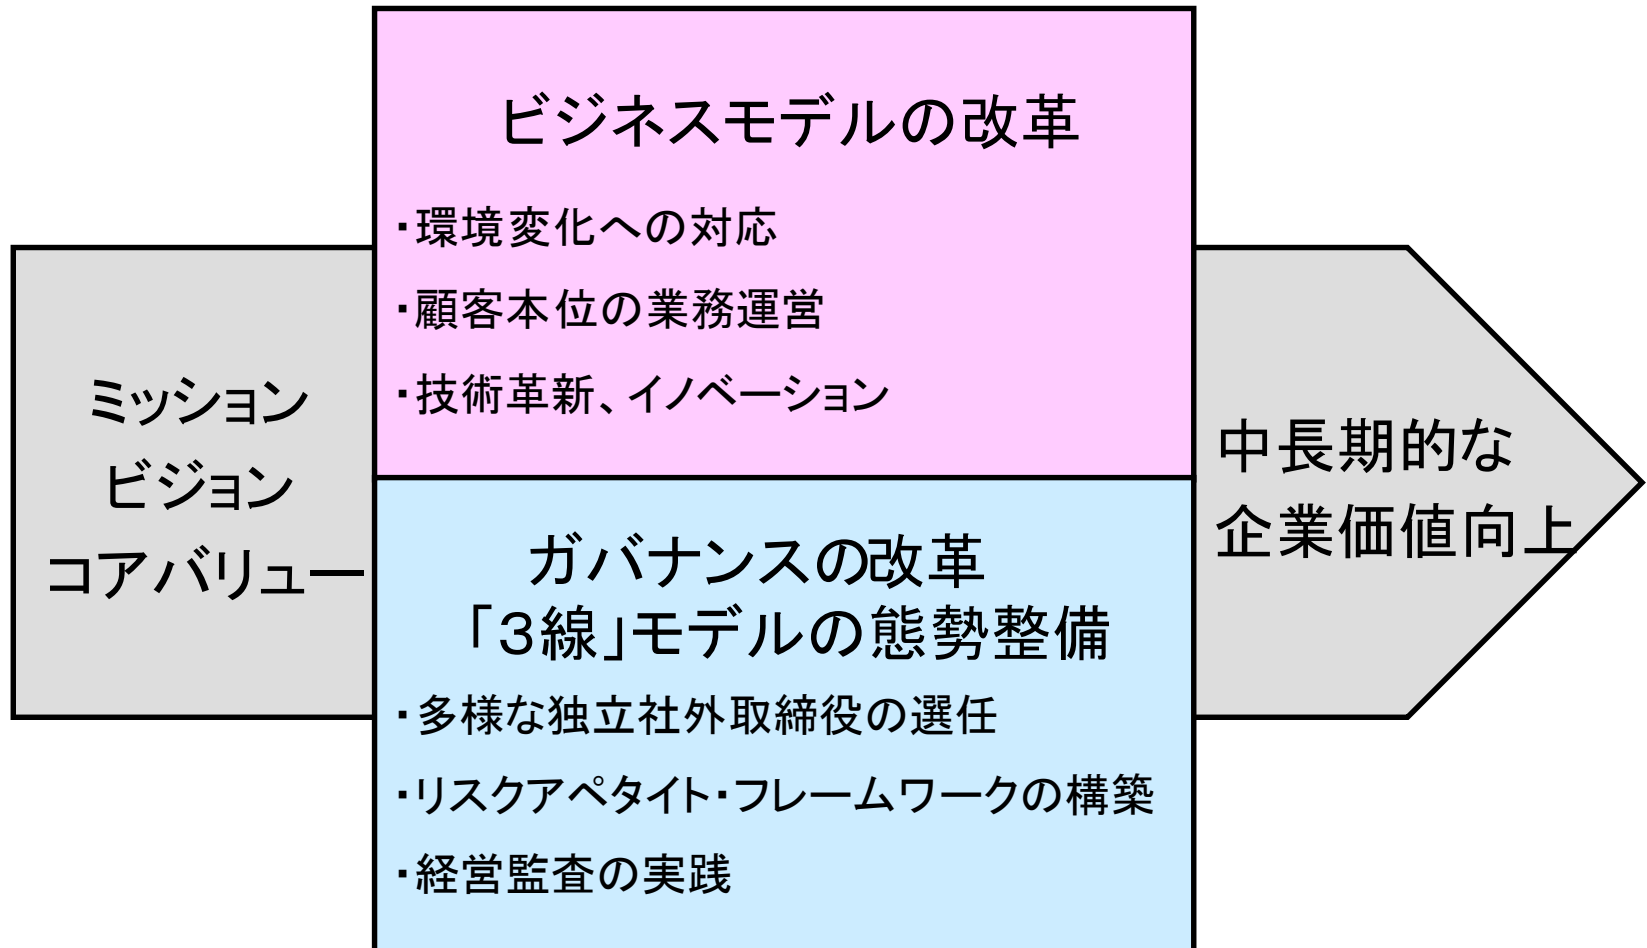 ミッション
ビジョン
コアバリュー
ビジネスモデルの改革
・環境変化への対応
・顧客本位の業務運営
・技術革新、イノベーション
ガバナンスの改革
「３線」モデルの態勢整備
・多様な独立社外取締役の選任
・リスクアペタイト・フレームワークの構築
・経営監査の実践
中長期的な
企業価値向上